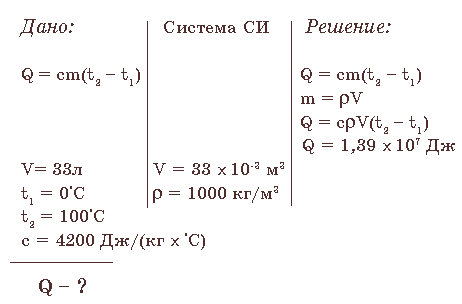 Дано: Система СИ Решение:
Q = cm(t₂ – t₁) Q = cm(t₂ – t₁)
m = ρV
Q = cρV(t₂ – t₁)
Q = 1,39 x 10⁷ Дж
V= 33л V = 33 x 10⁻³ м³
t₁ = 0°C ρ = 1000 кг/м³
t₂ = 100°C
c = 4200 Дж/(кг x °C)
Q – ?